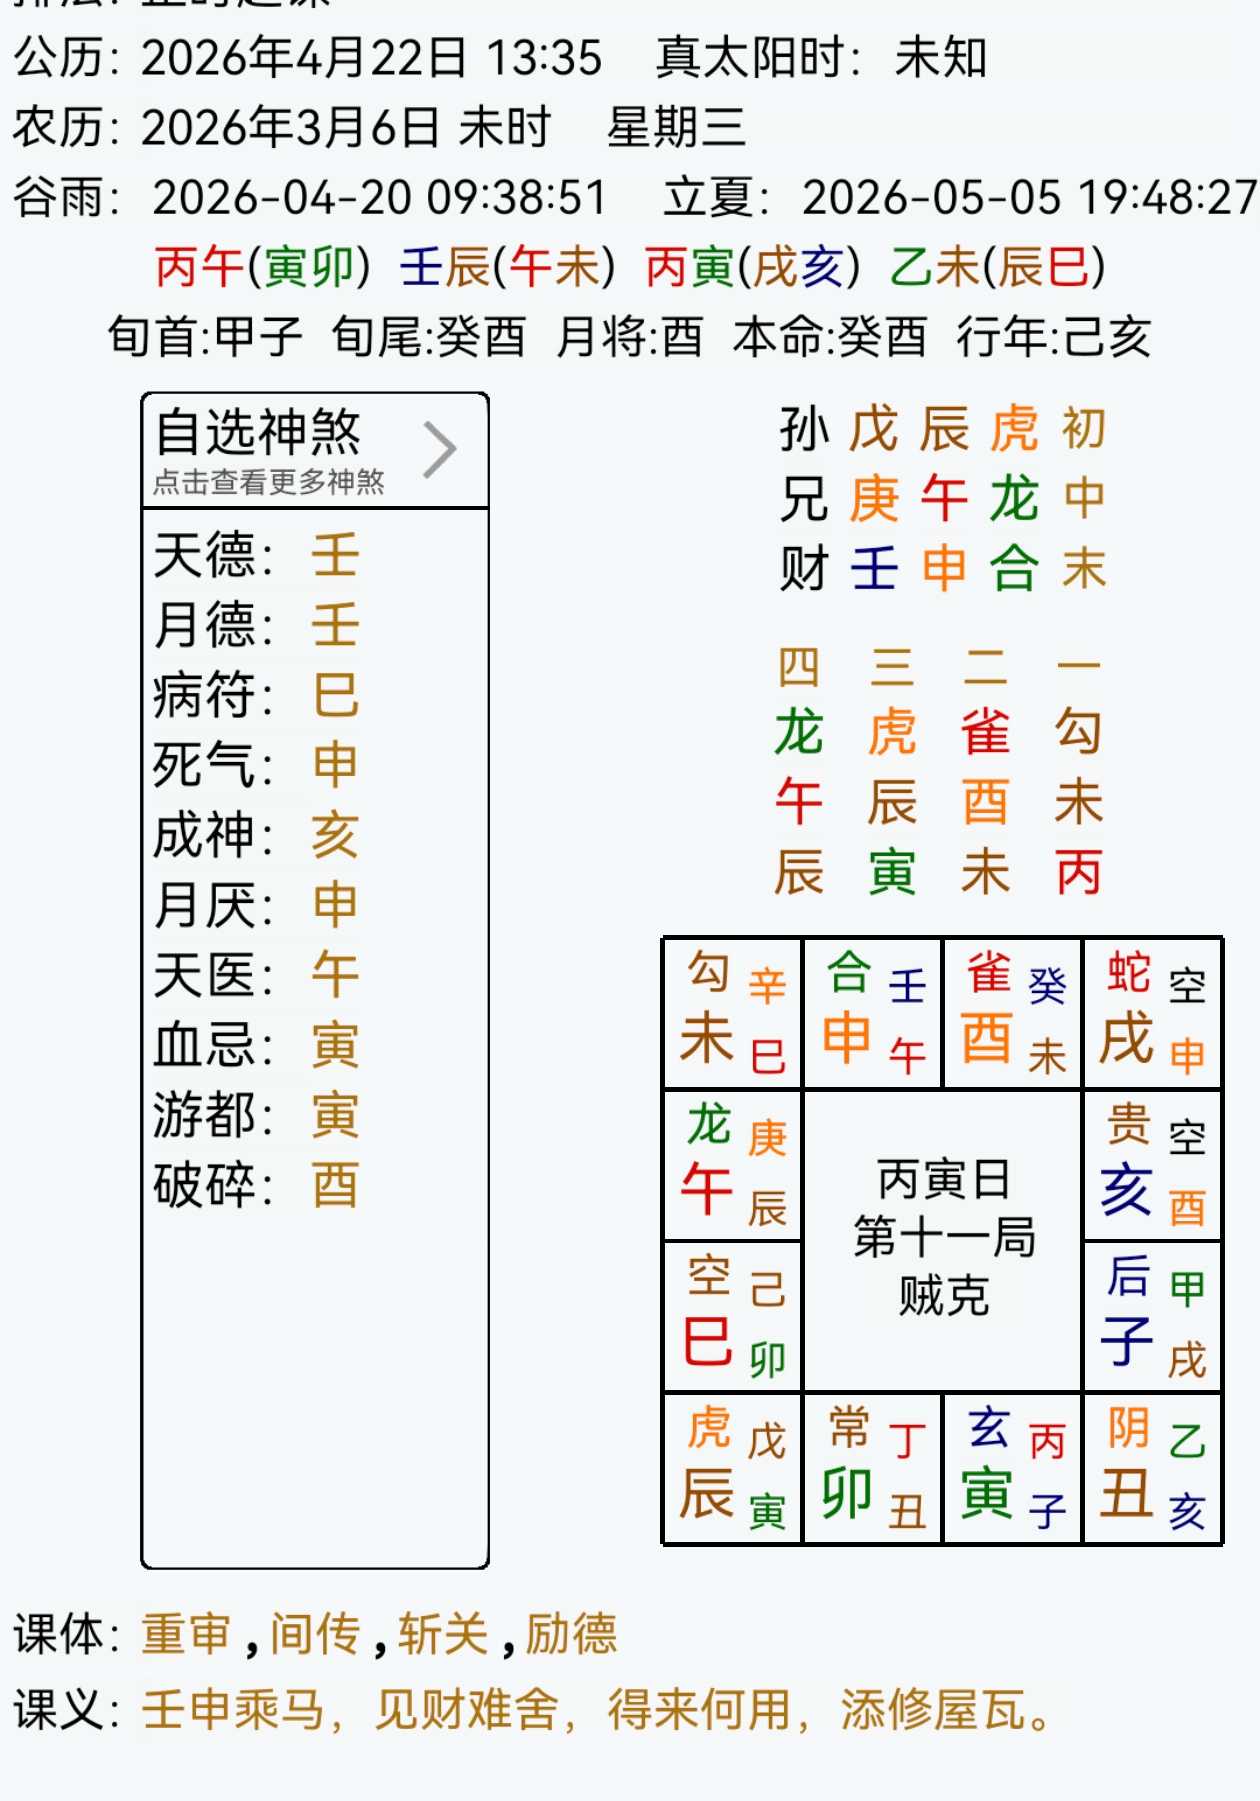 公历：2026年4月22日 13:35 真太阳时：未知
农历：2026年3月6日 未时 星期三
谷雨：2026-04-20 09:38:51 立夏：2026-05-05 19:48:27
丙午(寅卯) 壬辰(午未) 丙寅(戌亥) 乙未(辰巳)
旬首:甲子 旬尾:癸酉 月将:酉 本命:癸酉 行年:己亥
自选神煞
点击查看更多神煞
天德：壬
月德：壬
病符：巳
死气：申
成神：亥
月厌：申
天医：午
血忌：寅
游都：寅
破碎：酉
孙 戊 辰 虎 初
兄 庚 午 龙 中
财 壬 申 合 末
四 三 二 一
龙 虎 雀 勾
午 辰 酉 未
辰 寅 未 丙
勾 辛 合 壬 雀 癸 蛇 空
未 巳 申 午 酉 未 戌 申
龙 庚 贵 空
午 辰 亥 酉
丙寅日
第十一局
贼克
空 己 后 甲
巳 卯 子 戌
虎 戊 常 丁 玄 丙 阴 乙
辰 寅 卯 丑 寅 子 丑 亥
课体：重审,间传,斩关,励德
课义：壬申乘马，见财难舍，得来何用，添修屋瓦。